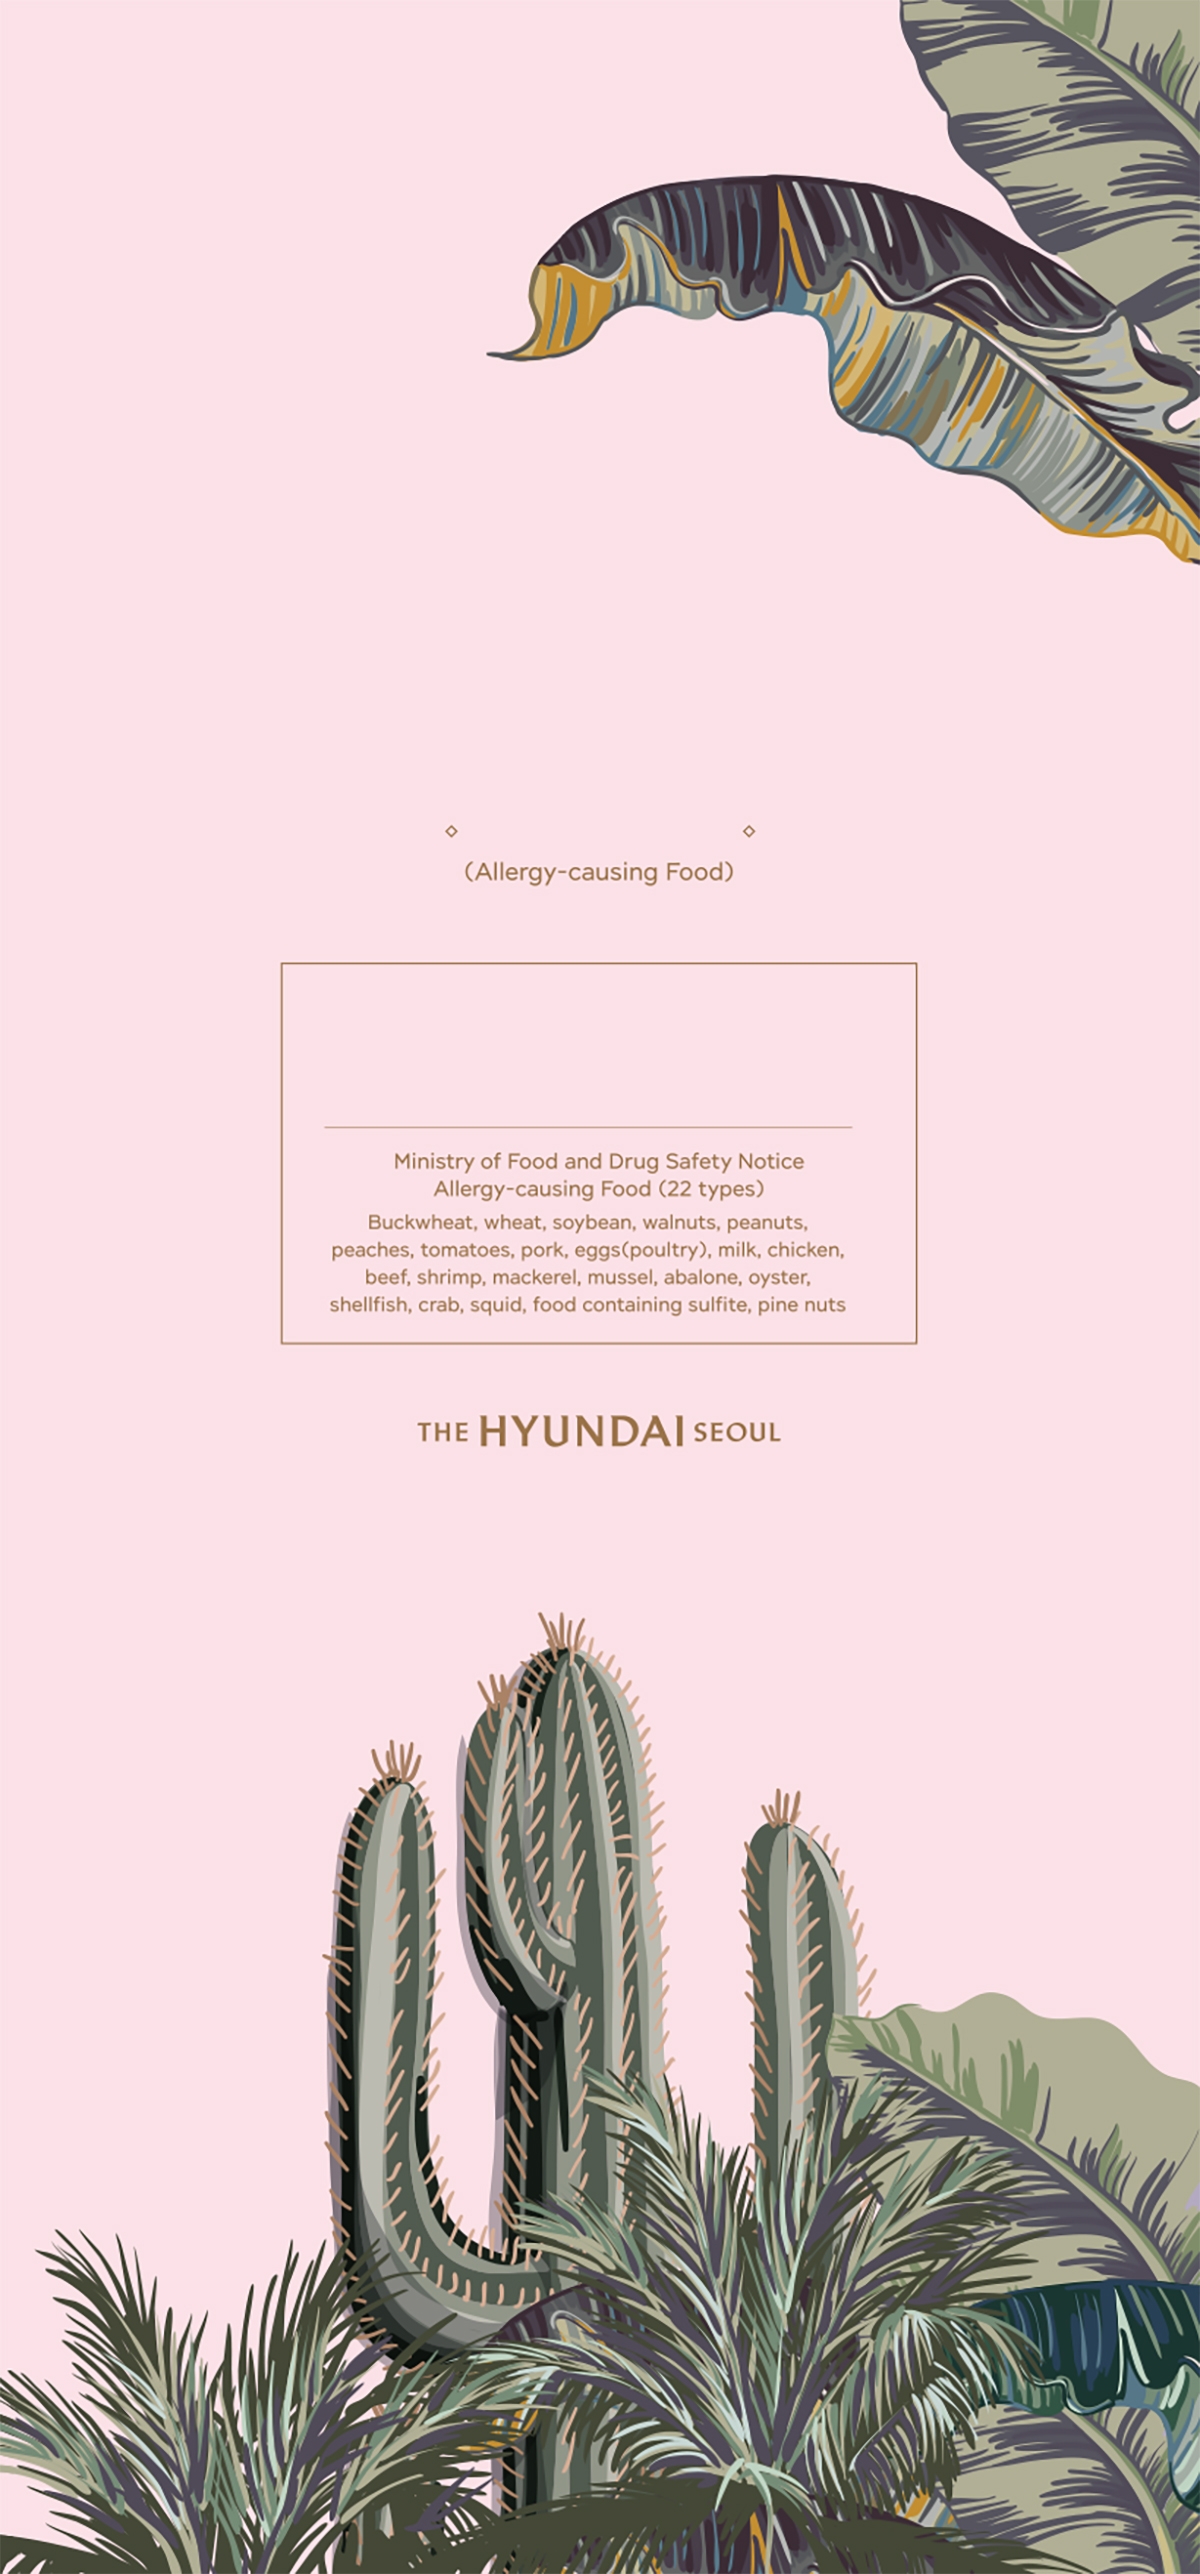 (Allergy-causing Food)
Ministry of Food and Drug Safety Notice
Allergy-causing Food (22 types)
Buckwheat, wheat, soybean, walnuts, peanuts,
peaches, tomatoes, pork, eggs(poultry), milk, chicken,
beef, shrimp, mackerel, mussel, abalone, oyster,
shellfish, crab, squid, food containing sulfite, pine nuts
THE HYUNDAI SEOUL